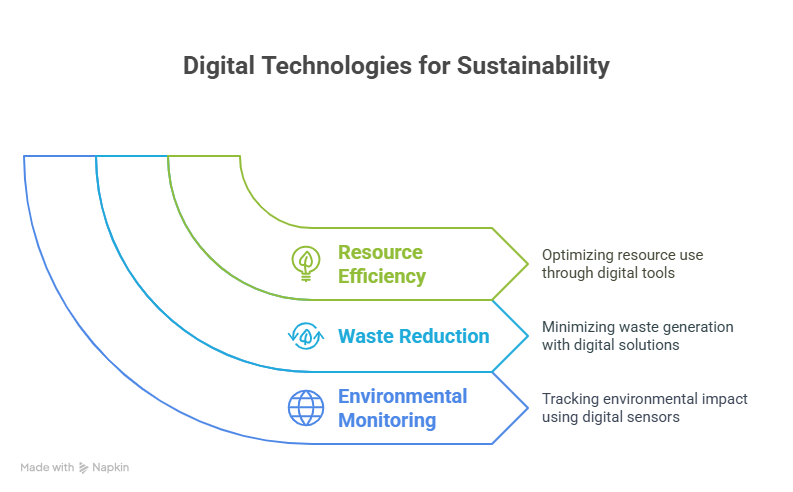 Digital Technologies for Sustainability
Resource
Efficiency
Optimizing resource use
through digital tools
Waste Reduction
Minimizing waste generation
with digital solutions
Environmental
Monitoring
Tracking environmental impact
using digital sensors
Made with Napkin